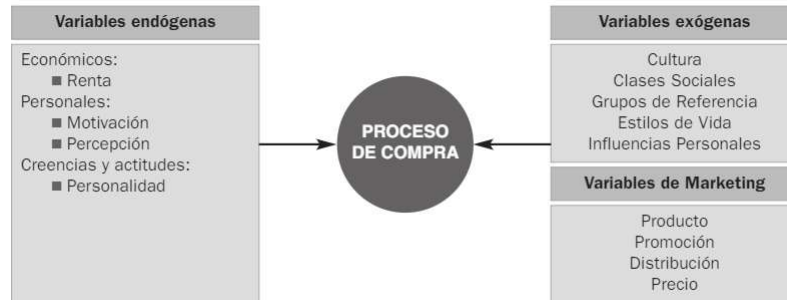 Variables endógenas
Económicos:
■ Renta
Personales:
■ Motivación
■ Percepción
Creencias y actitudes:
■ Personalidad
PROCESO
DE COMPRA
Variables exógenas
Cultura
Clases Sociales
Grupos de Referencia
Estilos de Vida
Influencias Personales
Variables de Marketing
Producto
Promoción
Distribución
Precio